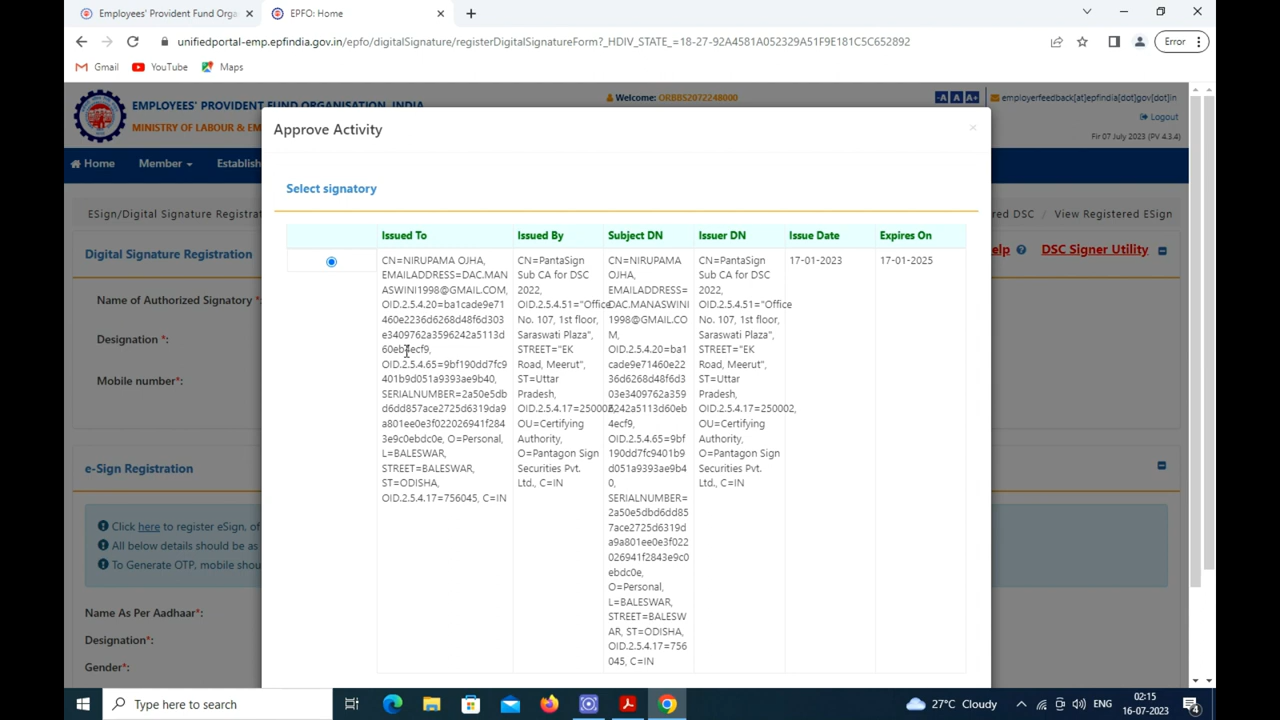 Employees' Provident Fund Orga
EPFO: Home
unifiedportal-emp.epfindia.gov.in/epfo/digitalSignature/registerDigitalSignatureForm?_HDIV_STATE_=18-27-92A4581A052329A51F9E181C5C652892
Error
Gmail
YouTube
Maps
EMPLOYEES' PROVIDENT FUND ORGANISATION, INDIA
MINISTRY OF LABOUR & EM
Welcome: ORBBS2072248000
-A A A+
employerfeedback[at]epfindia[dot]gov[dot]in
Logout
Fir 07 July 2023 (PV 4.3.4)
Home
Member
Establish
ESign/Digital Signature Registrat
red DSC / View Registered ESign
Digital Signature Registration
elp
DSC Signer Utility
Name of Authorized Signatory *:
Designation *:
Mobile number*:
e-Sign Registration
Click here to register eSign, of
All below details should be as
To Generate OTP, mobile shou
Name As Per Aadhaar*:
Designation*:
Gender*:
Approve Activity
×
Select signatory
Issued To
Issued By
Subject DN
Issuer DN
Issue Date
Expires On
CN=NIRUPAMA OJHA,
EMAILADDRESS=DAC.MAN
ASWINI1998@GMAIL.COM,
OID.2.5.4.20=ba1cade9e71
460e2236d6268d48f6d303
e3409762a3596242a5113d
60eb4ecf9,
OID.2.5.4.65=9bf190dd7fc9
401b9d051a9393ae9b40,
SERIALNUMBER=2a50e5db
d6dd857ace2725d6319da9
a801ee0e3f022026941f284
3e9c0ebdc0e, O=Personal,
L=BALESWAR,
STREET=BALESWAR,
ST=ODISHA,
OID.2.5.4.17=756045, C=IN
CN=PantaSign
Sub CA for DSC
2022,
OID.2.5.4.51="Office
No. 107, 1st floor,
Saraswati Plaza",
STREET="EK
Road, Meerut",
ST=Uttar
Pradesh,
OID.2.5.4.17=250002,
OU=Certifying
Authority,
O=Pantagon Sign
Securities Pvt.
Ltd., C=IN
CN=NIRUPAMA
OJHA,
EMAILADDRESS=
DAC.MANASWINI
1998@GMAIL.CO
M,
OID.2.5.4.20=ba1
cade9e71460e22
36d6268d48f6d3
03e3409762a359
6242a5113d60eb
4ecf9,
OID.2.5.4.65=9bf
190dd7fc9401b9
d051a9393ae9b4
0,
SERIALNUMBER=
2a50e5dbd6dd85
7ace2725d6319d
a9a801ee0e3f022
026941f2843e9c0
ebdc0e,
O=Personal,
L=BALESWAR,
STREET=BALESW
AR, ST=ODISHA,
OID.2.5.4.17=756
045, C=IN
CN=PantaSign
Sub CA for DSC
2022,
OID.2.5.4.51="Office
No. 107, 1st floor,
Saraswati Plaza",
STREET="EK
Road, Meerut",
ST=Uttar
Pradesh,
OID.2.5.4.17=250002,
OU=Certifying
Authority,
O=Pantagon Sign
Securities Pvt.
Ltd., C=IN
17-01-2023
17-01-2025
Type here to search
27°C Cloudy
ENG
02:15
16-07-2023
4